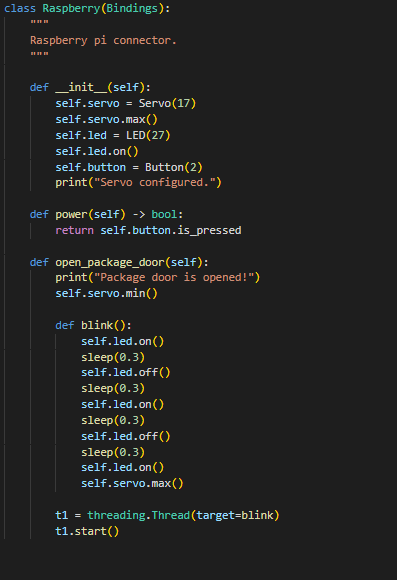 class Raspberry(Bindings):
    """
    Raspberry pi connector.
    """

    def __init__(self):
        self.servo = Servo(17)
        self.servo.max()
        self.led = LED(27)
        self.led.on()
        self.button = Button(2)
        print("Servo configured.")

    def power(self) -> bool:
        return self.button.is_pressed

    def open_package_door(self):
        print("Package door is opened!")
        self.servo.min()

        def blink():
            self.led.on()
            sleep(0.3)
            self.led.off()
            sleep(0.3)
            self.led.on()
            sleep(0.3)
            self.led.off()
            sleep(0.3)
            self.led.on()
            self.servo.max()

        t1 = threading.Thread(target=blink)
        t1.start()